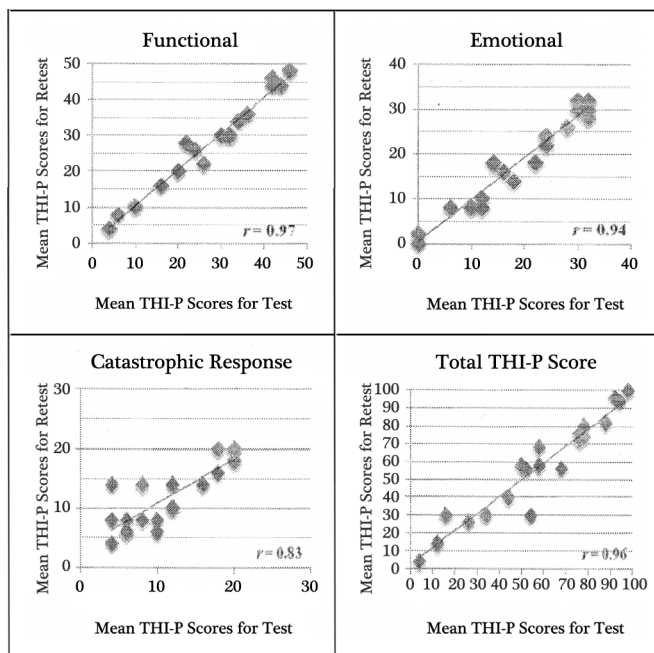 Functional
Mean THI-P Scores for Retest
50
40
30
20
10
0
0 10 20 30 40 50
r = 0.97
Mean THI-P Scores for Test
Emotional
Mean THI-P Scores for Retest
40
30
20
10
0
0 10 20 30 40
r = 0.94
Mean THI-P Scores for Test
Catastrophic Response
Mean THI-P Scores for Retest
30
20
10
0
0 10 20 30
r = 0.83
Mean THI-P Scores for Test
Total THI-P Score
Mean THI-P Scores for Retest
100
90
80
70
60
50
40
30
20
10
0
0 10 20 30 40 50 60 70 80 90 100
r = 0.96
Mean THI-P Scores for Test